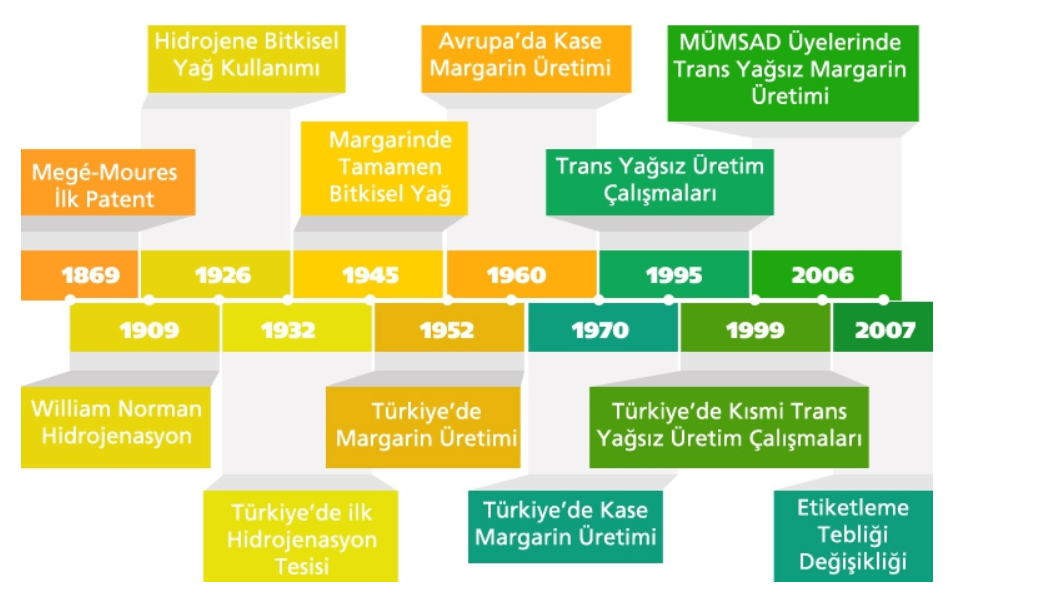 Hidrojene Bitkisel
Yağ Kullanımı
Avrupa'da Kase
Margarin Üretimi
MÜMSAD Üyelerinde
Trans Yağsız Margarin
Üretimi
Megé-Moures
İlk Patent
Margarinde
Tamamen
Bitkisel Yağ
Trans Yağsız Üretim
Çalışmaları
1869
1926
1945
1960
1995
2006
1909
1932
1952
1970
1999
2007
William Norman
Hidrojenasyon
Türkiye'de
Margarin Üretimi
Türkiye'de Kısmi Trans
Yağsız Üretim Çalışmaları
Türkiye'de ilk
Hidrojenasyon
Tesisi
Türkiye'de Kase
Margarin Üretimi
Etiketleme
Tebliği
Değişikliği